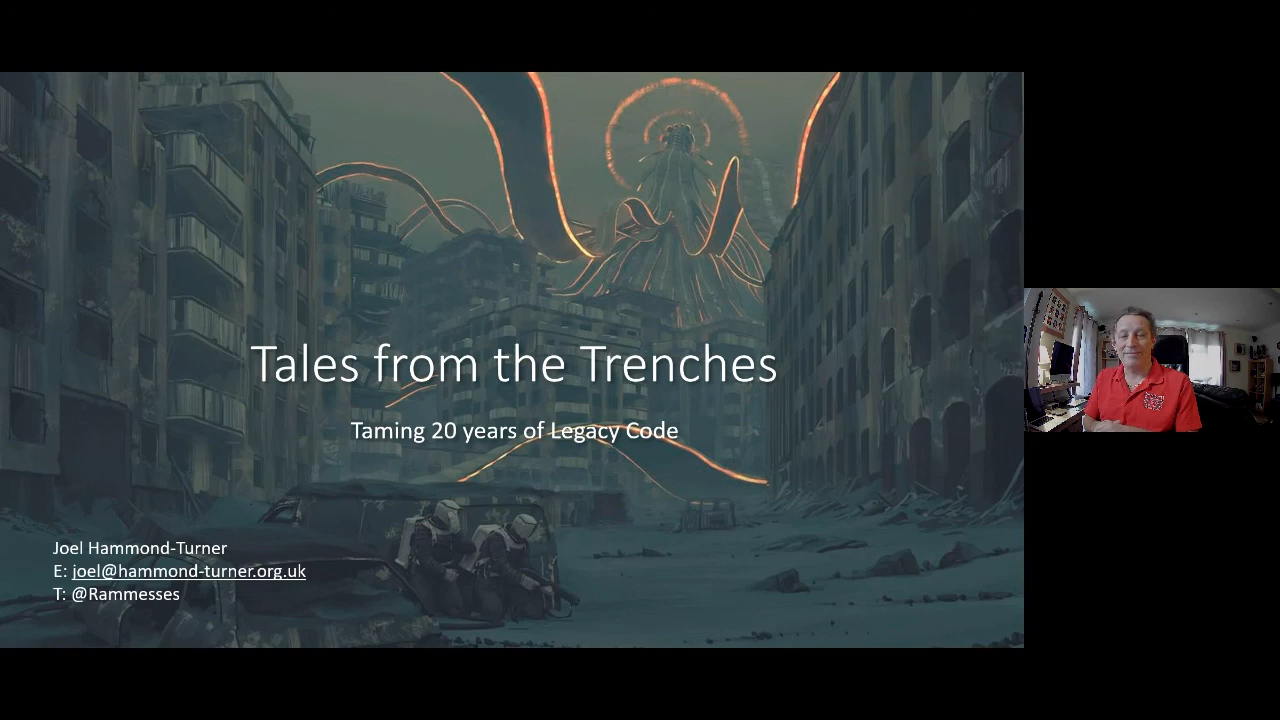 Tales from the Trenches
Taming 20 years of Legacy Code
Joel Hammond-Turner
E: joel@hammond-turner.org.uk
T: @Rammesses